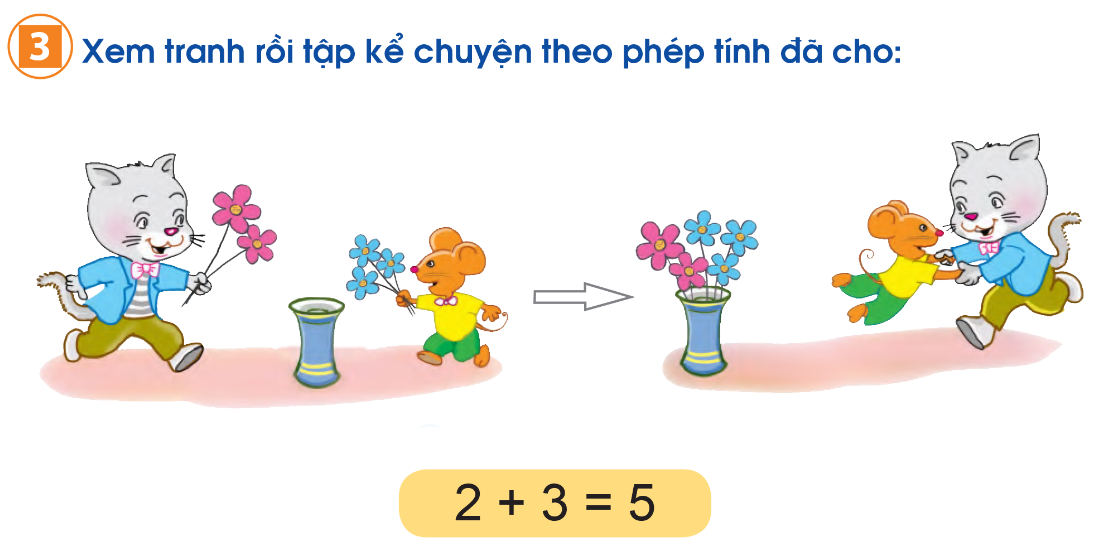 3 Xem tranh rồi tập kể chuyện theo phép tính đã cho:
2 + 3 = 5